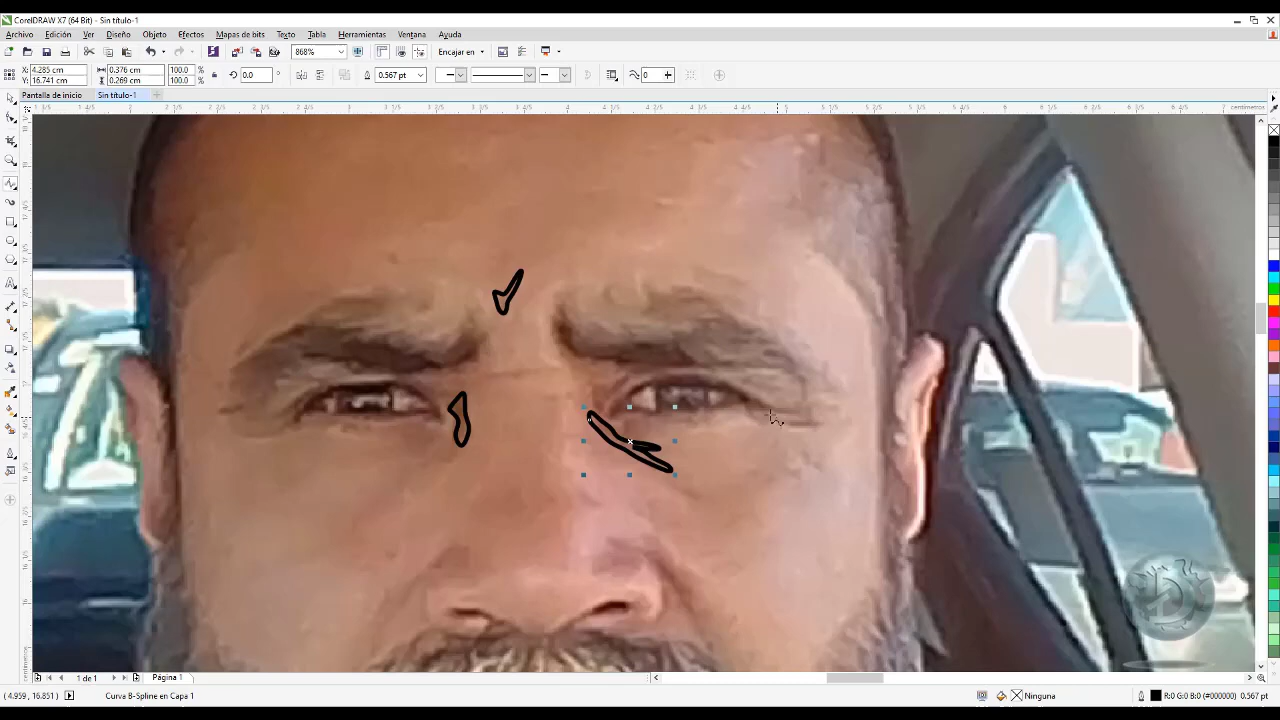 CorelDRAW X7 (64 Bit) - Sin título-1
Archivo Edición Ver Diseño Objeto Efectos Mapas de bits Texto Tabla Herramientas Ventana Ayuda
868% Encajar en
X: 4.285 cm 0.376 cm 100.0 %
Y: 16.741 cm 0.269 cm 100.0 % 0.0 ° 0.567 pt 0
Pantalla de inicio Sin título-1
centímetros
1 de 1 Página 1
( 4.959, 16.851 ) Curva B-Spline en Capa 1 Ninguna R:0 G:0 B:0 (#000000) 0.567 pt